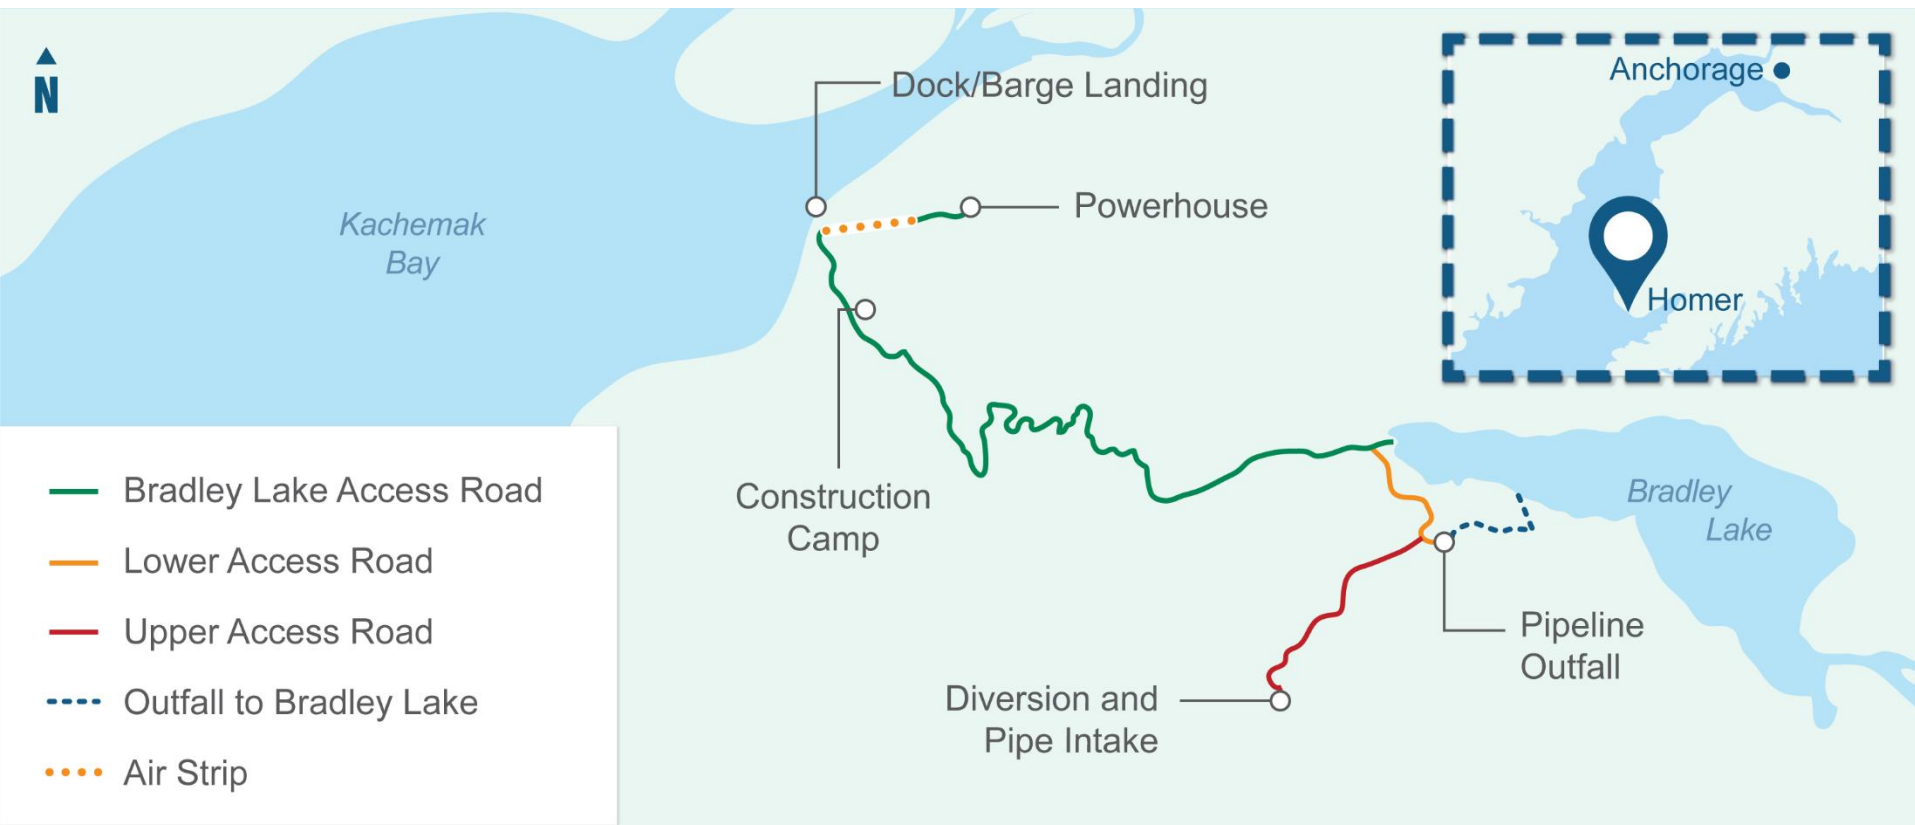 N
Dock/Barge Landing
Anchorage
Powerhouse
Kachemak
Bay
Homer
Construction
Camp
Bradley
Lake
Pipeline
Outfall
Diversion and
Pipe Intake
Bradley Lake Access Road
Lower Access Road
Upper Access Road
Outfall to Bradley Lake
Air Strip